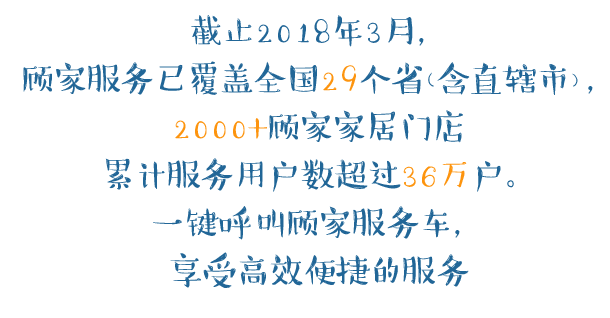 截止2018年3月,
顾家服务已覆盖全国29个省(含直辖市),
2000+顾家家居门店
累计服务用户数超过36万户。
一键呼叫顾家服务车,
享受高效便捷的服务